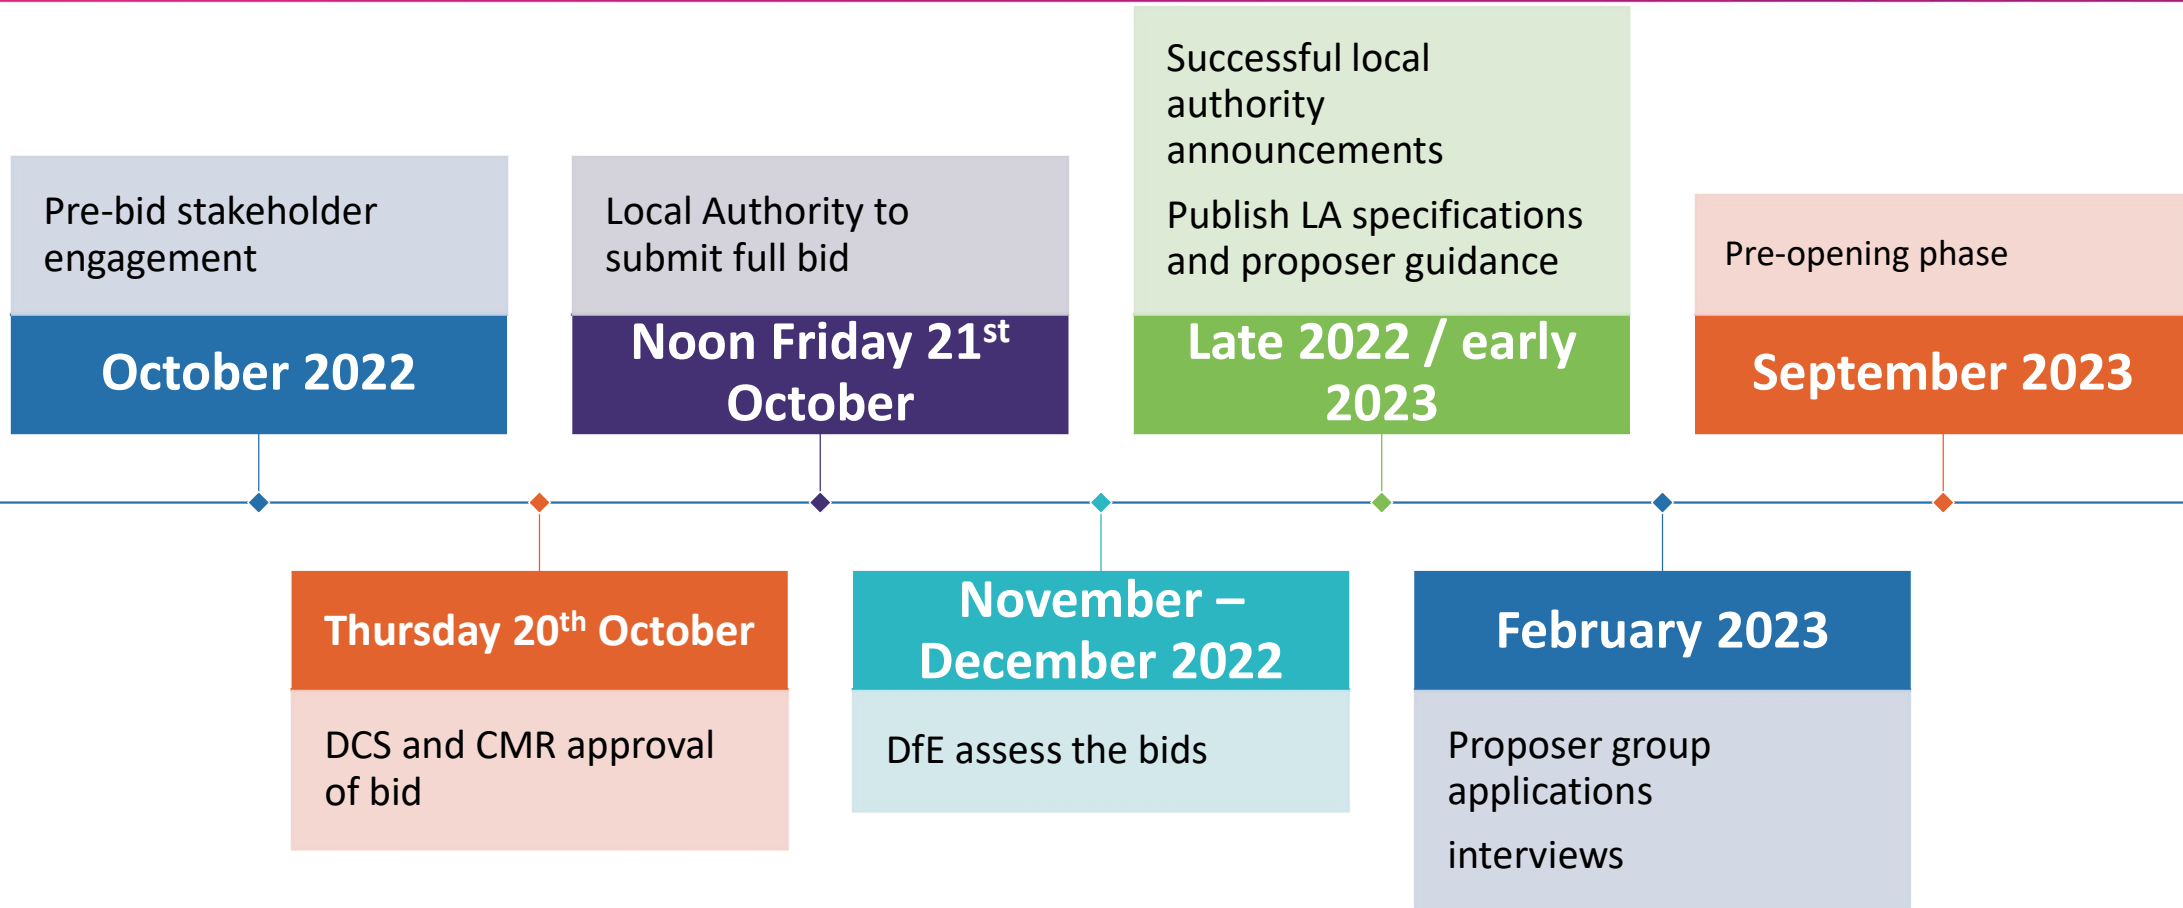 Pre-bid stakeholder
engagement
October 2022
Thursday 20th October
DCS and CMR approval
of bid
Local Authority to
submit full bid
Noon Friday 21st
October
November –
December 2022
DfE assess the bids
Successful local
authority
announcements
Publish LA specifications
and proposer guidance
Late 2022 / early
2023
February 2023
Proposer group
applications
interviews
Pre-opening phase
September 2023